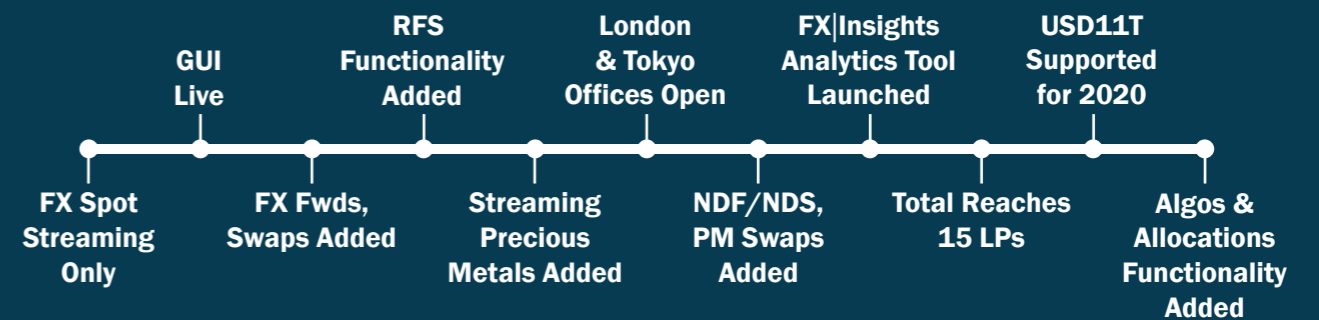 FX Spot
Streaming
Only
GUI
Live
FX Fwds,
Swaps Added
RFS
Functionality
Added
Streaming
Precious
Metals Added
London
& Tokyo
Offices Open
NDF/NDS,
PM Swaps
Added
FX|Insights
Analytics Tool
Launched
Total Reaches
15 LPs
USD11T
Supported
for 2020
Algos &
Allocations
Functionality
Added